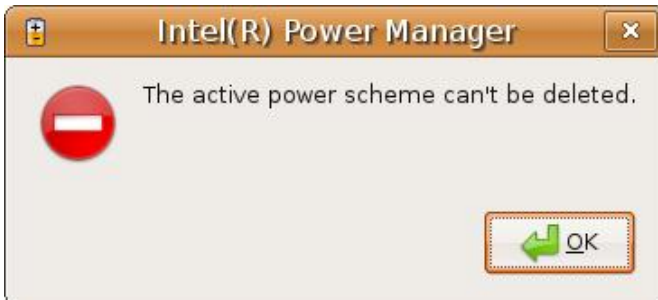 Intel(R) Power Manager
The active power scheme can't be deleted.
OK